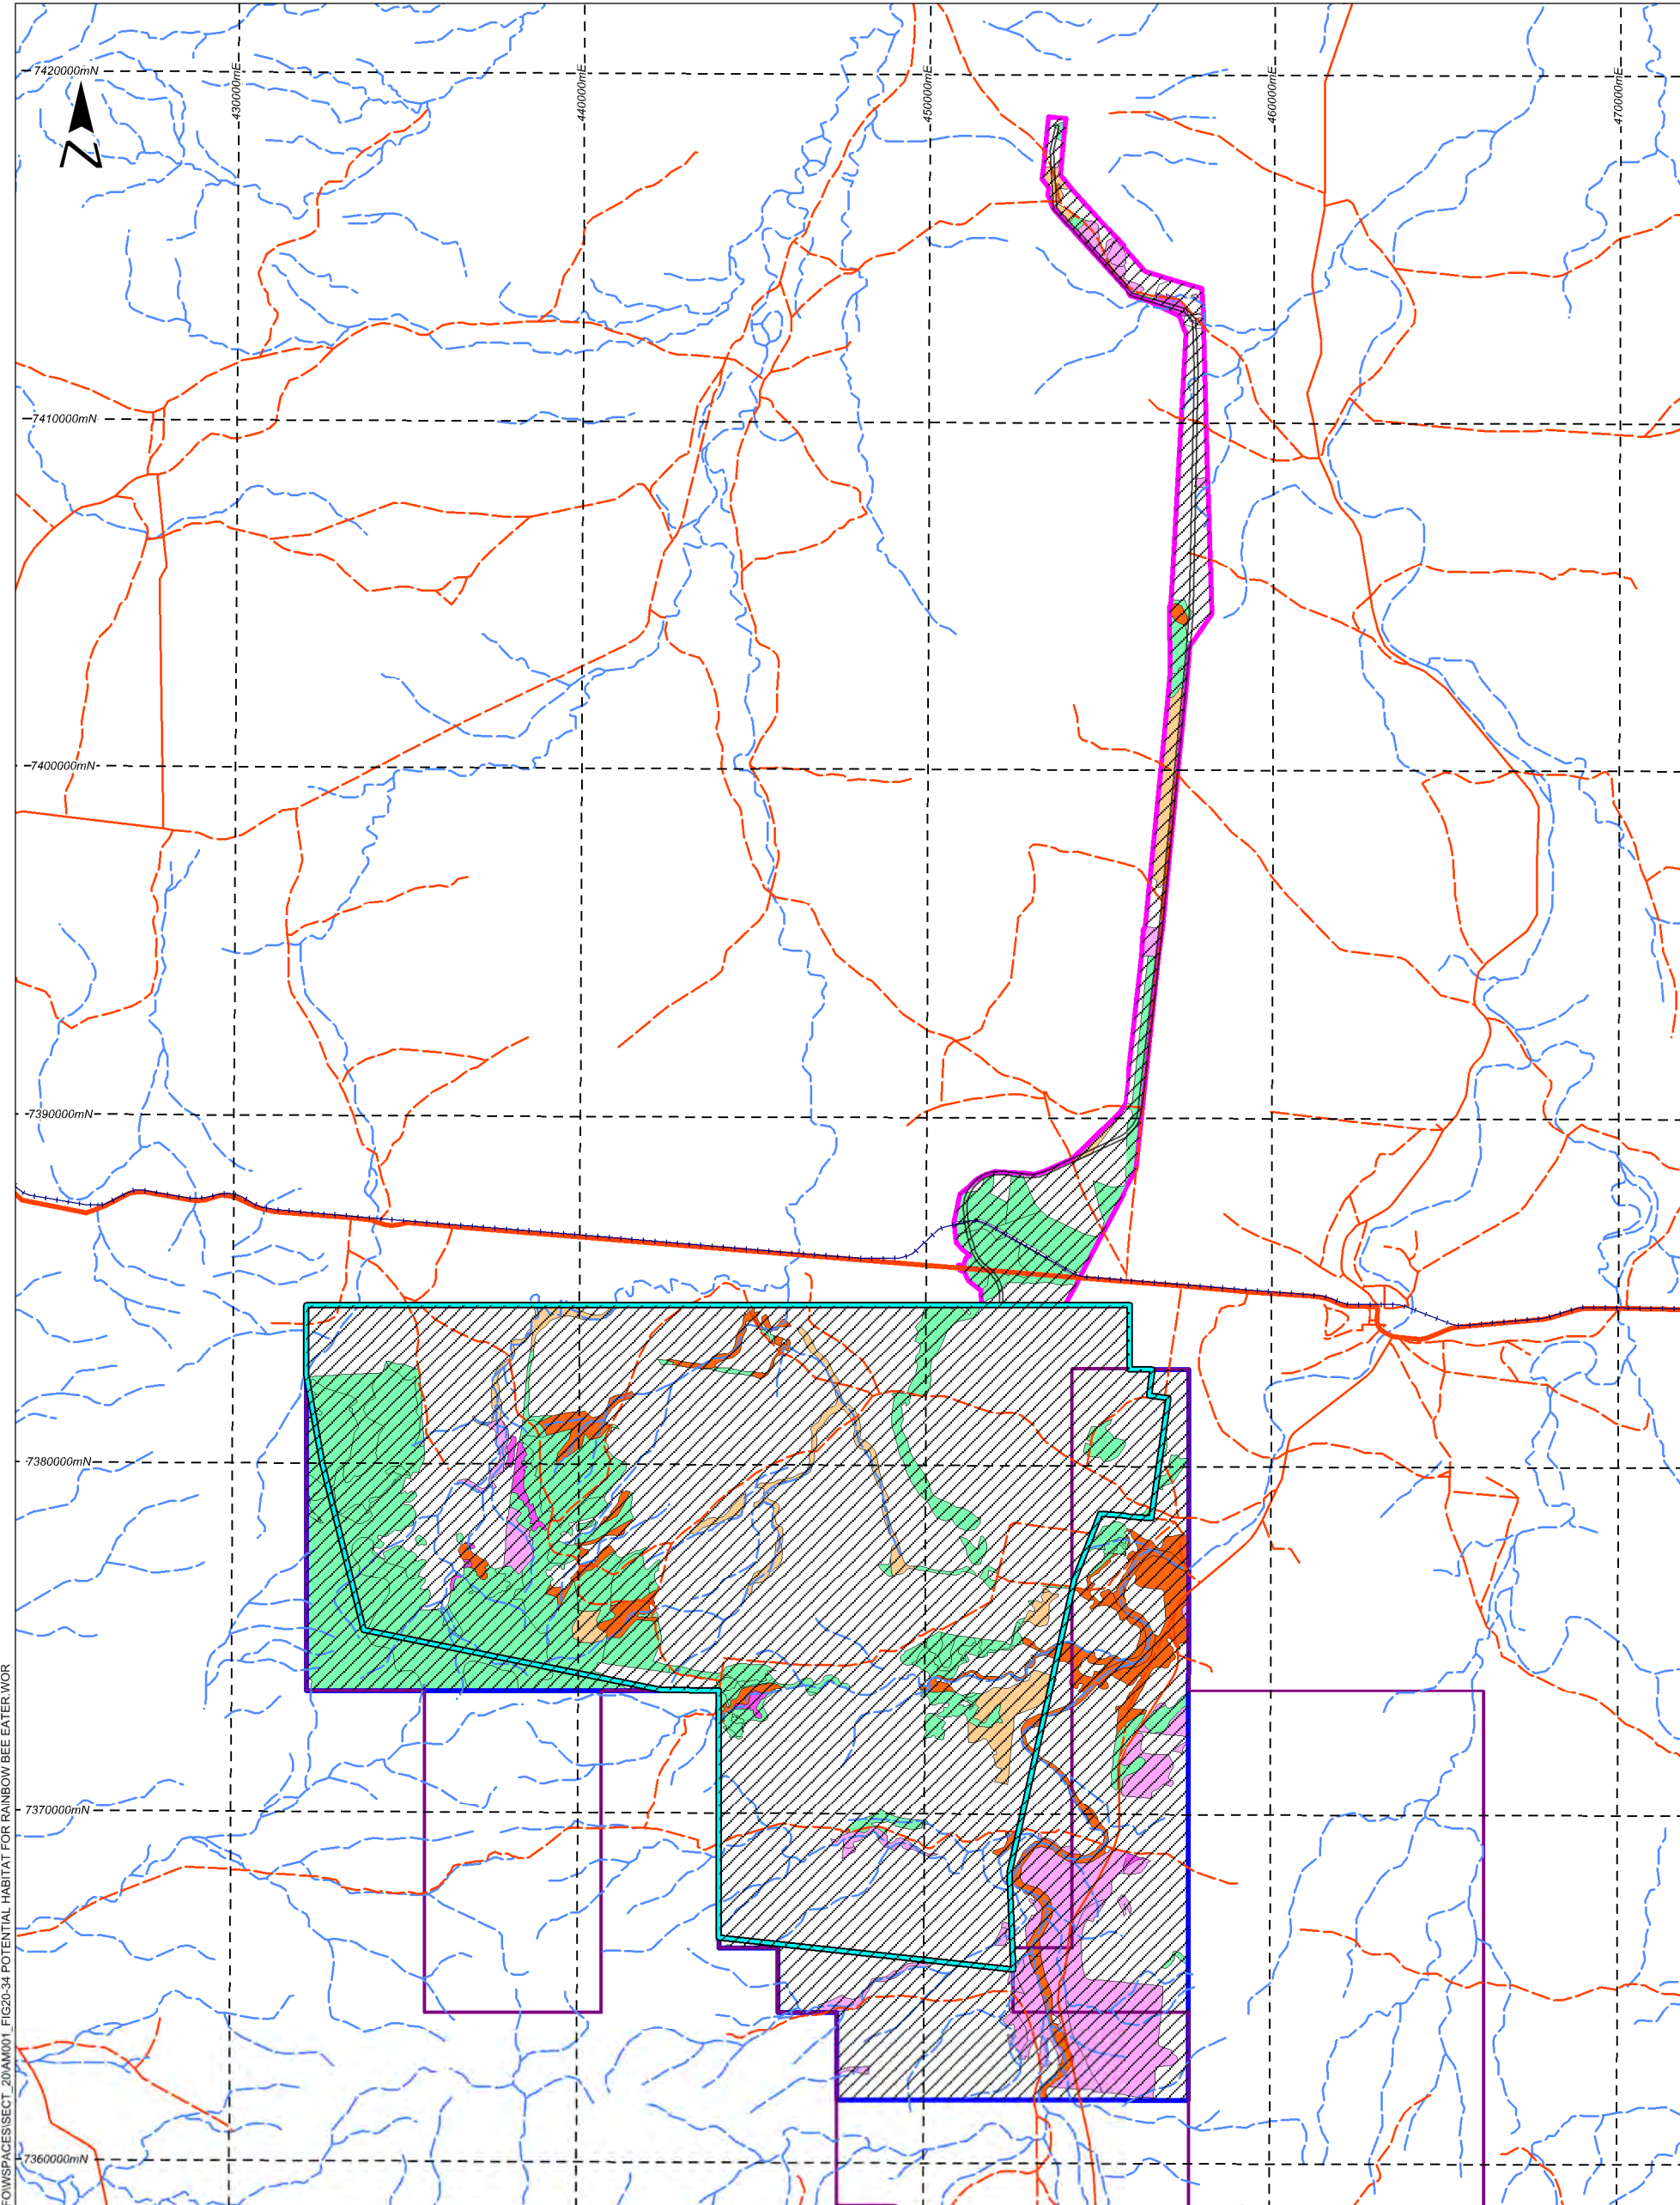 7420000mN
430000mE
440000mE
450000mE
460000mE
470000mE
N
7410000mN
7400000mN
7390000mN
7380000mN
7370000mN
7360000mN
FOWSPACES\SECT_20\AM001_FIG20-34 POTENTIAL HABITAT FOR RAINBOW BEE EATER.WOR